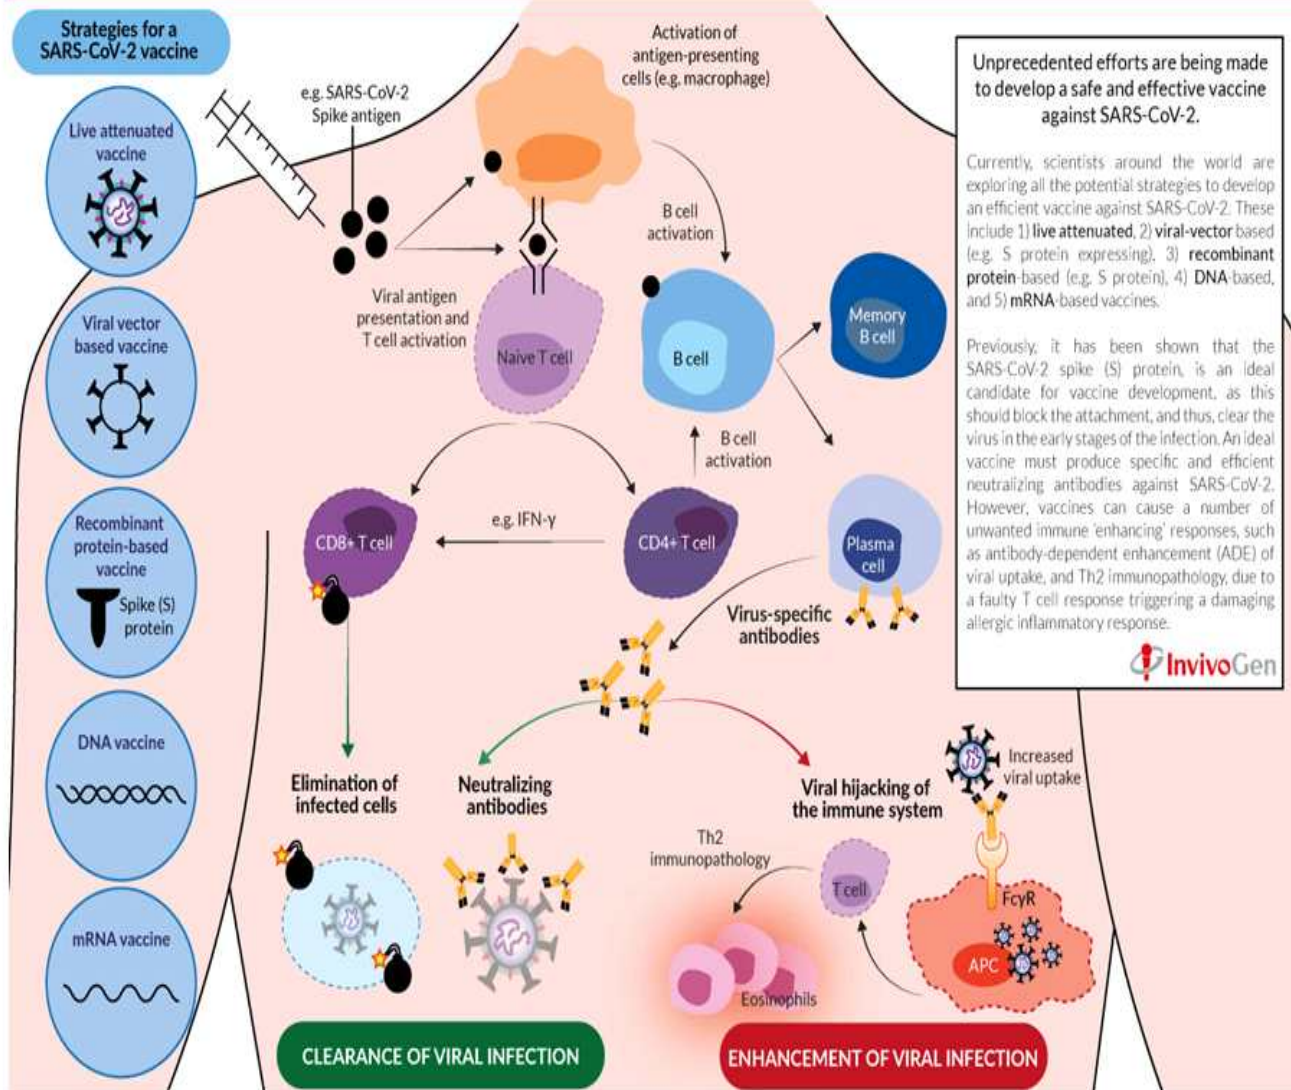 Strategies for a
SARS-CoV-2 vaccine
Live attenuated
vaccine
Viral vector
based vaccine
Recombinant
protein-based
vaccine
Spike (S)
protein
DNA vaccine
mRNA vaccine
e.g. SARS-CoV-2
Spike antigen
Activation of
antigen-presenting
cells (e.g. macrophage)
B cell
activation
Viral antigen
presentation and
T cell activation
Naive T cell
B cell
Memory
B cell
B cell
activation
CD8+ T cell
e.g. IFN-γ
CD4+ T cell
Plasma
cell
Virus-specific
antibodies
Elimination of
infected cells
Neutralizing
antibodies
Viral hijacking of
the immune system
Increased
viral uptake
Th2
immunopathology
T cell
FcγR
APC
Eosinophils
CLEARANCE OF VIRAL INFECTION
ENHANCEMENT OF VIRAL INFECTION
Unprecedented efforts are being made
to develop a safe and effective vaccine
against SARS-CoV-2.
Currently, scientists around the world are
exploring all the potential strategies to develop
an efficient vaccine against SARS-CoV-2. These
include 1) live attenuated, 2) viral-vector based
(e.g. S protein expressing), 3) recombinant
protein-based (e.g. S protein), 4) DNA-based,
and 5) mRNA-based vaccines.
Previously, it has been shown that the
SARS-CoV-2 spike (S) protein, is an ideal
candidate for vaccine development, as this
should block the attachment, and thus, clear the
virus in the early stages of the infection. An ideal
vaccine must produce specific and efficient
neutralizing antibodies against SARS-CoV-2.
However, vaccines can cause a number of
unwanted immune 'enhancing' responses, such
as antibody-dependent enhancement (ADE) of
viral uptake, and Th2 immunopathology, due to
a faulty T cell response triggering a damaging
allergic inflammatory response.
InvivoGen